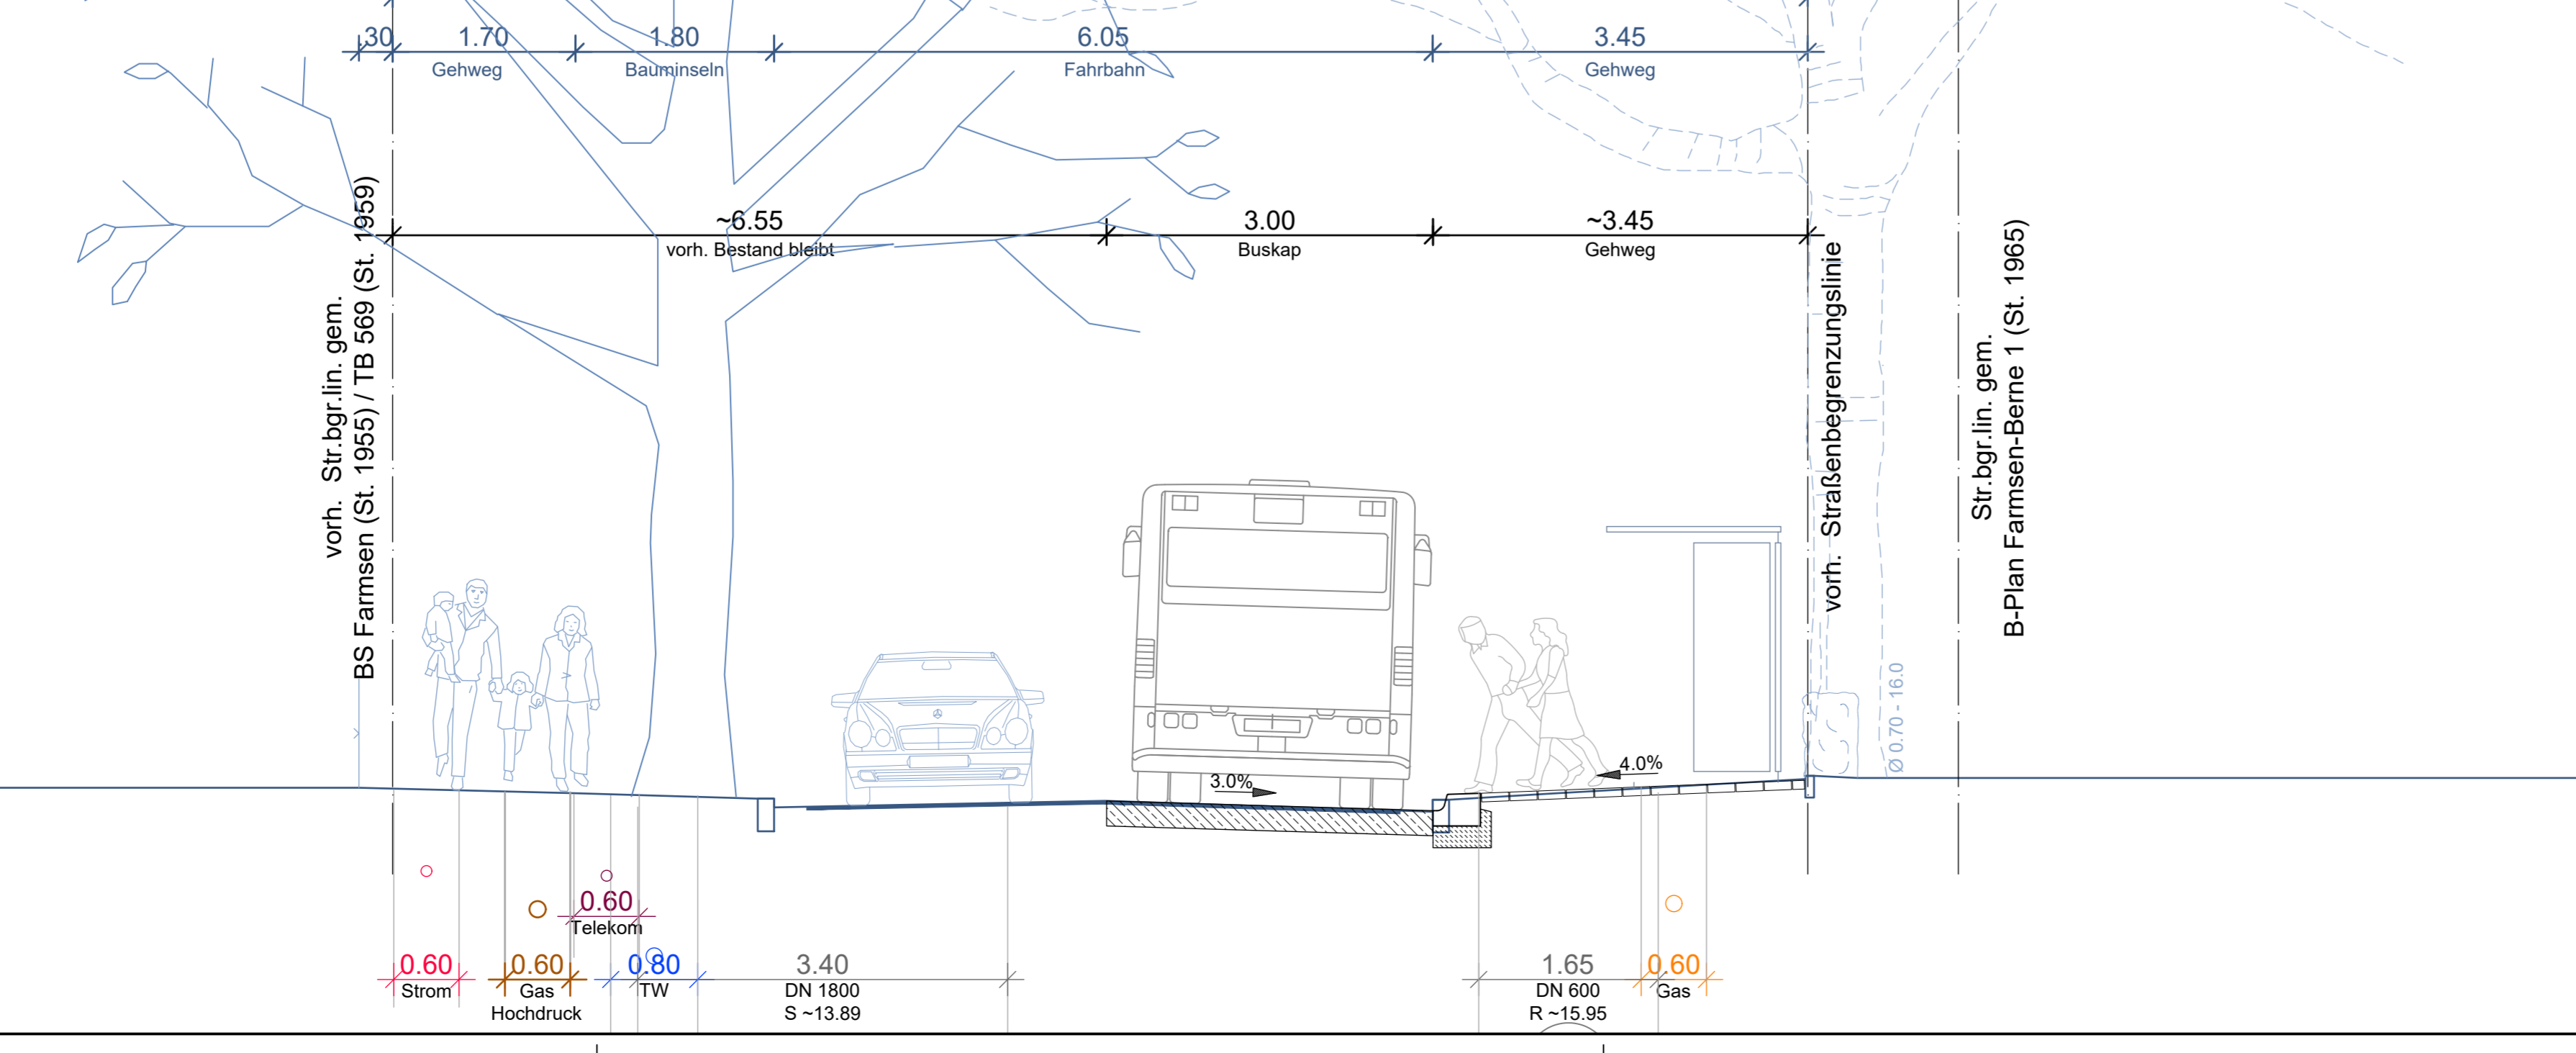 .30 1.70 1.80 6.05 3.45
Gehweg Bauminseln Fahrbahn Gehweg
~6.55 3.00 ~3.45
vorh. Bestand bleibt Buskap Gehweg
vorh. Str.bgr.lin. gem.
BS Farmsen (St. 1955) / TB 569 (St. 1959)
vorh. Straßenbegrenzungslinie
Str.bgr.lin. gem.
B-Plan Farmsen-Berne 1 (St. 1965)
Ø 0.70 - 16.0
3.0%
4.0%
0.60
Telekom
0.60 0.60 0.80 3.40 1.65 0.60
Strom Gas TW DN 1800 DN 600 Gas
Hochdruck S ~13.89 R ~15.95